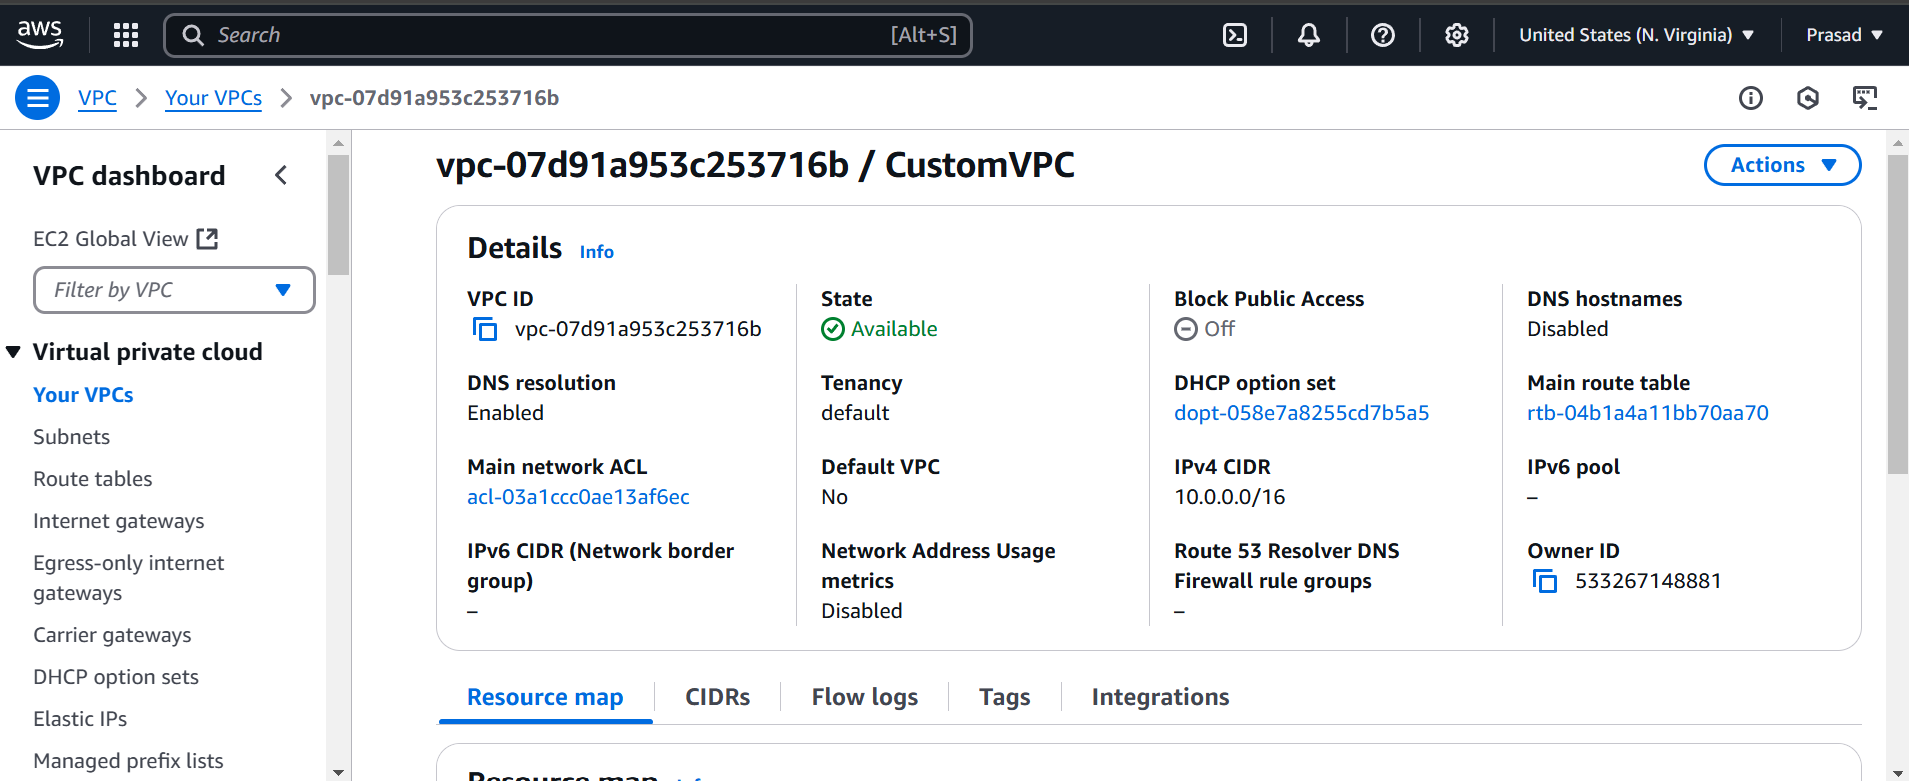 aws
Search [Alt+S]
United States (N. Virginia)
Prasad
VPC
Your VPCs
vpc-07d91a953c253716b
VPC dashboard
EC2 Global View
Filter by VPC
Virtual private cloud
Your VPCs
Subnets
Route tables
Internet gateways
Egress-only internet
gateways
Carrier gateways
DHCP option sets
Elastic IPs
Managed prefix lists
vpc-07d91a953c253716b / CustomVPC
Actions
Details Info
VPC ID
vpc-07d91a953c253716b
State
Available
Block Public Access
Off
DNS hostnames
Disabled
DNS resolution
Enabled
Tenancy
default
DHCP option set
dopt-058e7a8255cd7b5a5
Main route table
rtb-04b1a4a11bb70aa70
Main network ACL
acl-03a1ccc0ae13af6ec
Default VPC
No
IPv4 CIDR
10.0.0.0/16
IPv6 pool
–
IPv6 CIDR (Network border
group)
–
Network Address Usage
metrics
Disabled
Route 53 Resolver DNS
Firewall rule groups
–
Owner ID
533267148881
Resource map
CIDRs
Flow logs
Tags
Integrations
Resource map Info